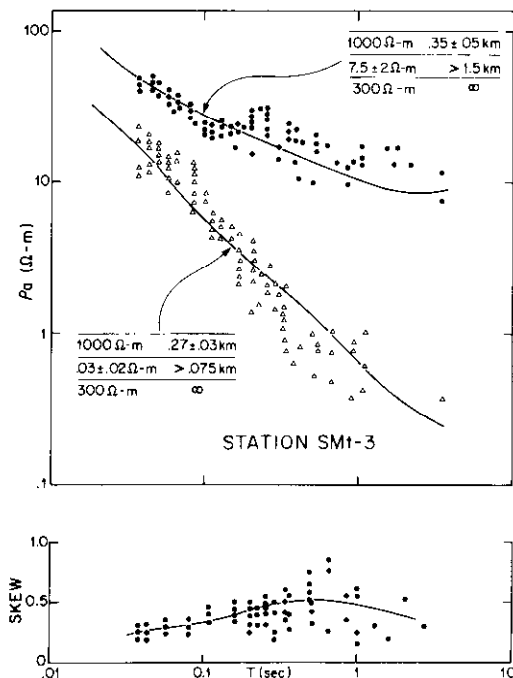 100
10
1
.1
ρa (Ω-m)
1000 Ω-m .35 ± 05 km
7.5 ± 2 Ω-m > 1.5 km
300 Ω-m ∞
1000 Ω-m .27 ± .03 km
.03 ± .02 Ω-m > .075 km
300 Ω-m ∞
STATION SMt-3
SKEW
1.0
0.5
0
.01
0.1
T (sec)
1
10